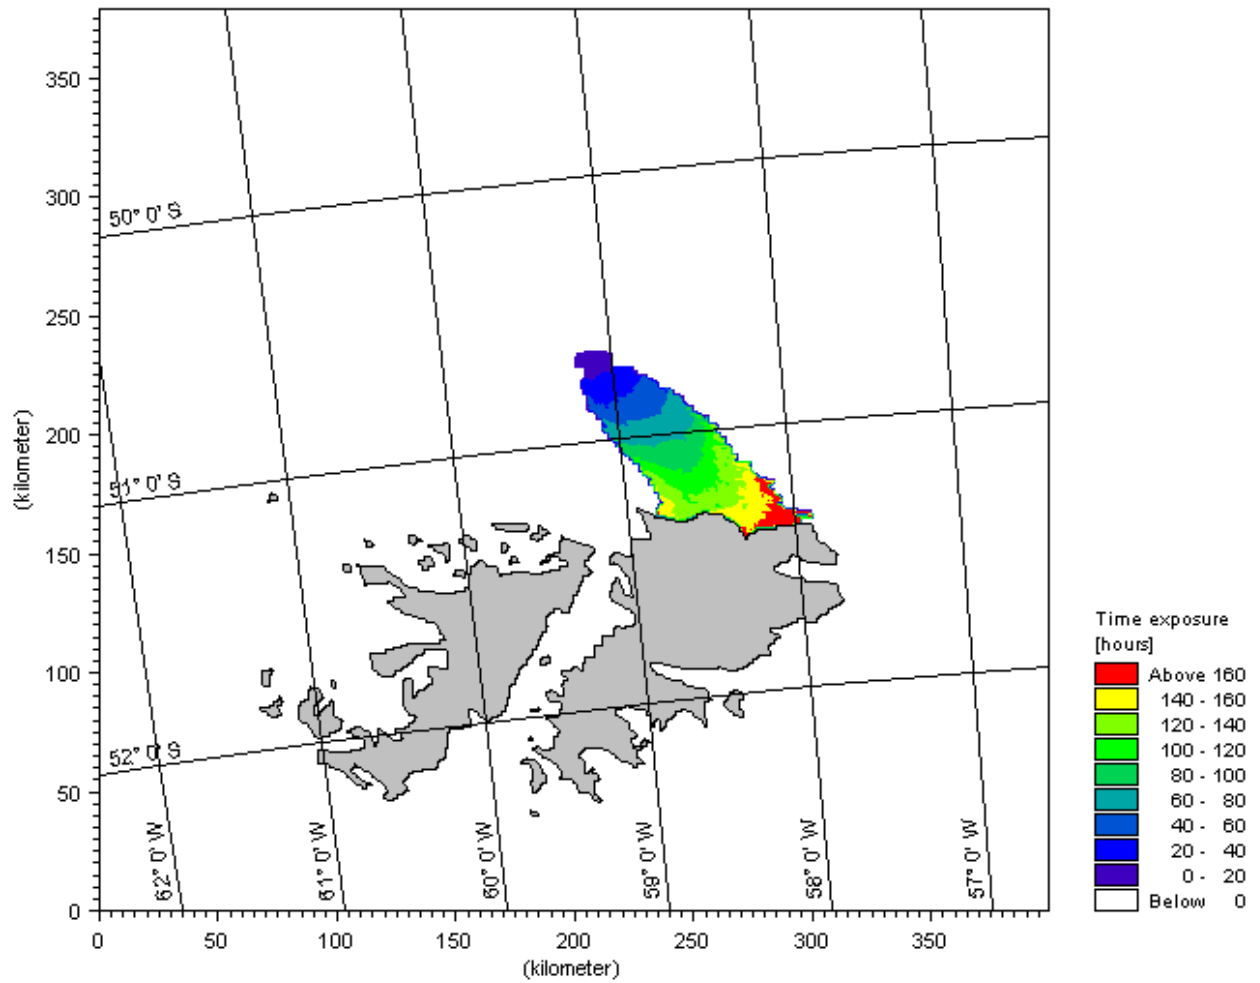 350
300
50° 0' S
250
(kilometer)
200
51° 0' S
150
100
52° 0' S
50
0
62° 0' W
61° 0' W
60° 0' W
59° 0' W
58° 0' W
57° 0' W
0 50 100 150 200 250 300 350
(kilometer)
Time exposure
[hours]
Above 160
140 - 160
120 - 140
100 - 120
80 - 100
60 - 80
40 - 60
20 - 40
0 - 20
Below 0